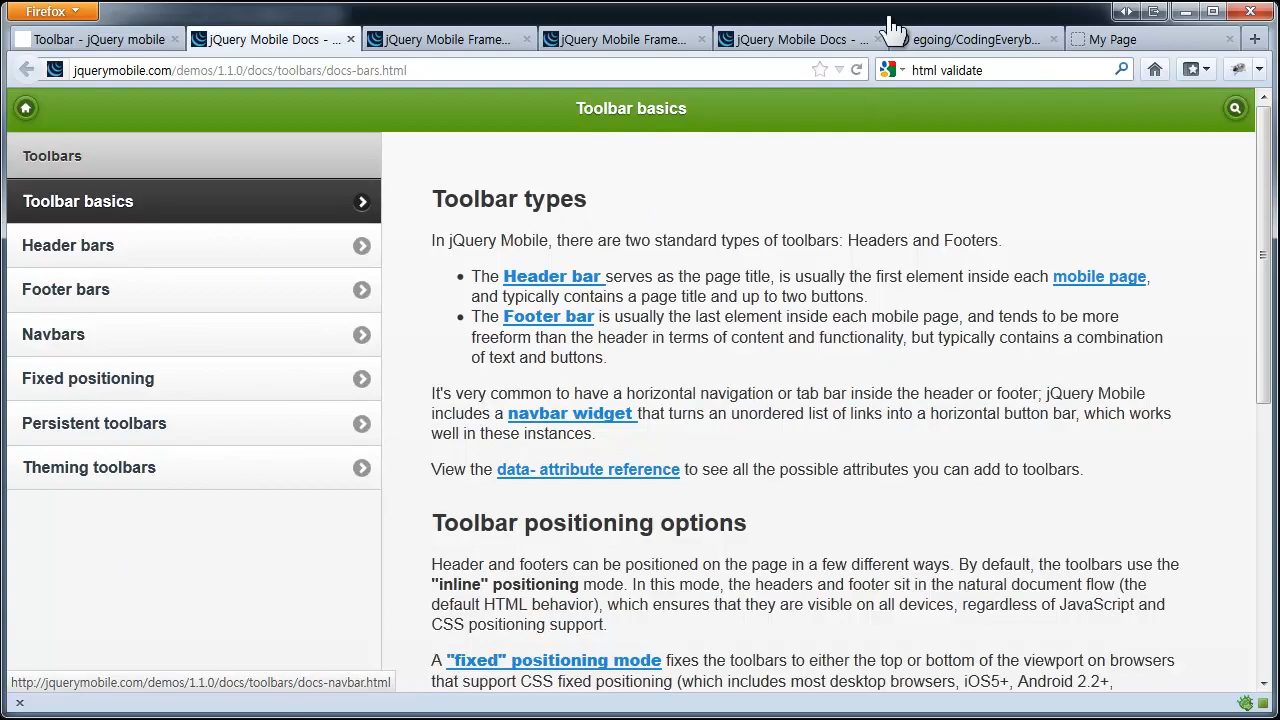 Firefox
Toolbar - jQuery mobile
jQuery Mobile Docs - ...
jQuery Mobile Frame...
jQuery Mobile Frame...
jQuery Mobile Docs - ...
egoing/CodingEveryb...
My Page
jquerymobile.com/demos/1.1.0/docs/toolbars/docs-bars.html
html validate
Toolbar basics
Toolbars
Toolbar basics
Header bars
Footer bars
Navbars
Fixed positioning
Persistent toolbars
Theming toolbars
Toolbar types
In jQuery Mobile, there are two standard types of toolbars: Headers and Footers.
• The Header bar serves as the page title, is usually the first element inside each mobile page,
and typically contains a page title and up to two buttons.
• The Footer bar is usually the last element inside each mobile page, and tends to be more
freeform than the header in terms of content and functionality, but typically contains a combination
of text and buttons.
It's very common to have a horizontal navigation or tab bar inside the header or footer; jQuery Mobile
includes a navbar widget that turns an unordered list of links into a horizontal button bar, which works
well in these instances.
View the data- attribute reference to see all the possible attributes you can add to toolbars.
Toolbar positioning options
Header and footers can be positioned on the page in a few different ways. By default, the toolbars use the
"inline" positioning mode. In this mode, the headers and footer sit in the natural document flow (the
default HTML behavior), which ensures that they are visible on all devices, regardless of JavaScript and
CSS positioning support.
A "fixed" positioning mode fixes the toolbars to either the top or bottom of the viewport on browsers
that support CSS fixed positioning (which includes most desktop browsers, iOS5+, Android 2.2+,
http://jquerymobile.com/demos/1.1.0/docs/toolbars/docs-navbar.html